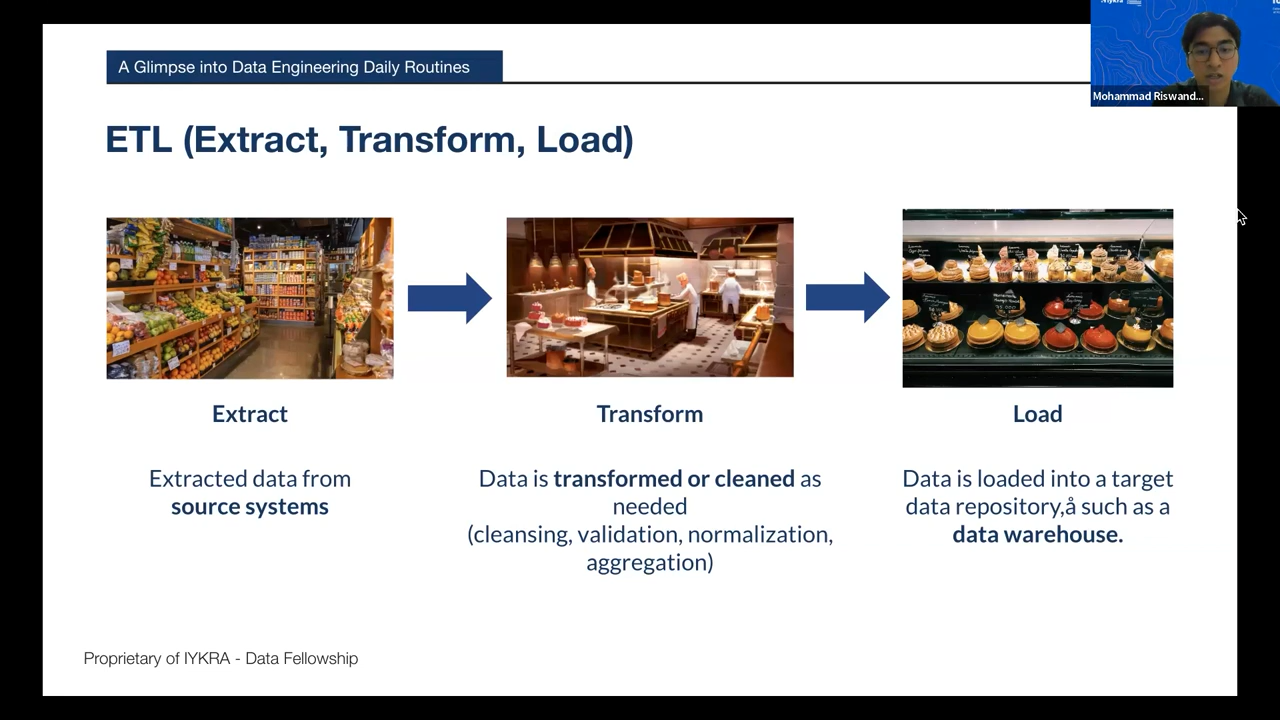 A Glimpse into Data Engineering Daily Routines
Mohammad Riswand...
ETL (Extract, Transform, Load)
Extract
Transform
Load
Extracted data from
source systems
Data is transformed or cleaned as
needed
(cleansing, validation, normalization,
aggregation)
Data is loaded into a target
data repository,å such as a
data warehouse.
Proprietary of IYKRA - Data Fellowship